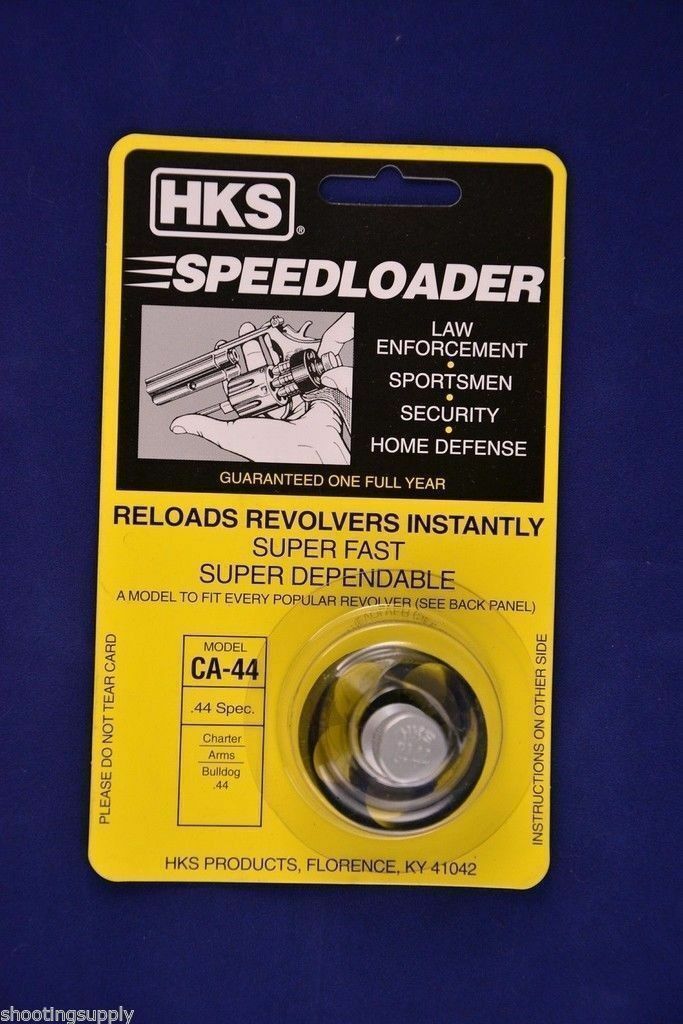 HKS®
SPEEDLOADER
LAW
ENFORCEMENT
•
SPORTSMEN
•
SECURITY
•
HOME DEFENSE
GUARANTEED ONE FULL YEAR
RELOADS REVOLVERS INSTANTLY
SUPER FAST
SUPER DEPENDABLE
A MODEL TO FIT EVERY POPULAR REVOLVER (SEE BACK PANEL)
PLEASE DO NOT TEAR CARD
MODEL
CA-44
.44 Spec.
Charter
Arms
Bulldog
.44
HKS
INSTRUCTIONS ON OTHER SIDE
HKS PRODUCTS, FLORENCE, KY 41042
shootingsupply